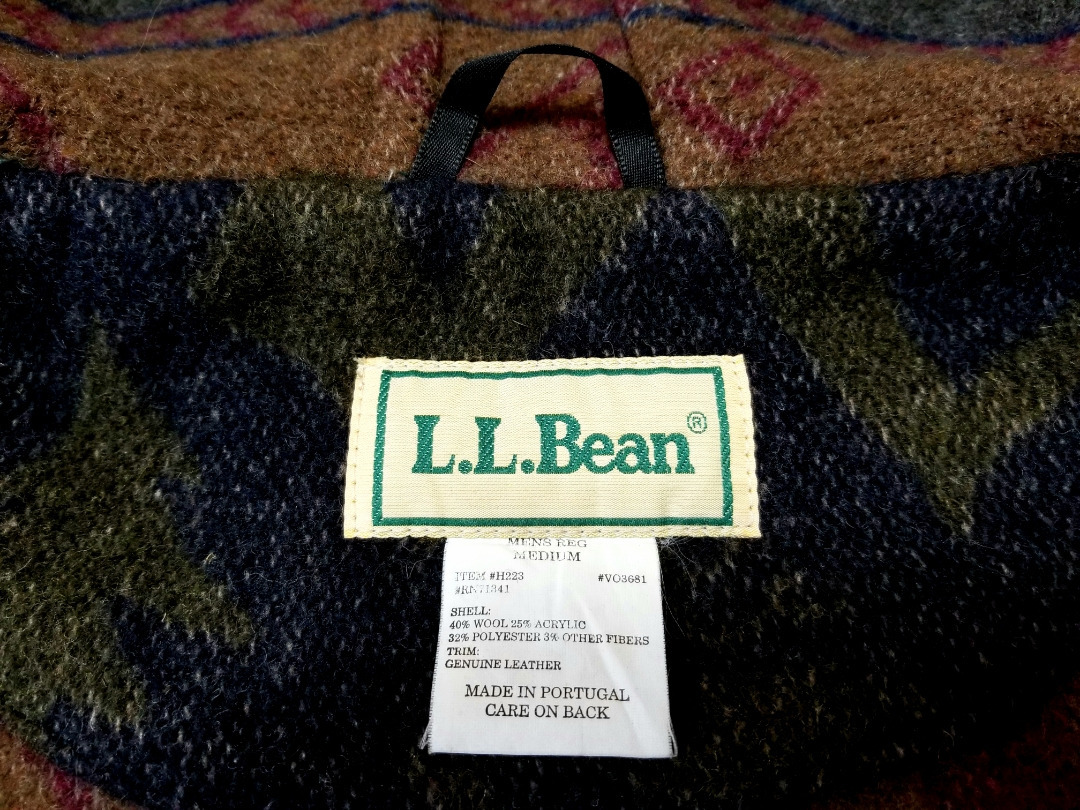 L.L.Bean®
MENS REG
MEDIUM
ITEM #H223 #VO3681
#RN71341
SHELL:
40% WOOL 25% ACRYLIC
32% POLYESTER 3% OTHER FIBERS
TRIM:
GENUINE LEATHER
MADE IN PORTUGAL
CARE ON BACK